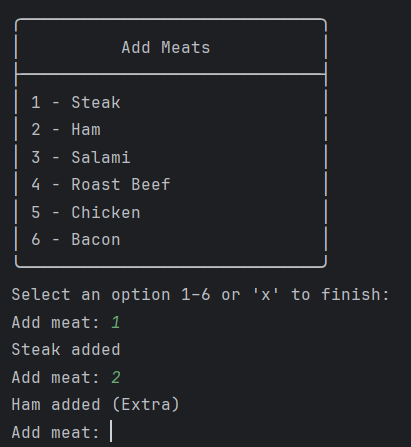 Add Meats
1 - Steak
2 - Ham
3 - Salami
4 - Roast Beef
5 - Chicken
6 - Bacon
Select an option 1-6 or 'x' to finish:
Add meat: 1
Steak added
Add meat: 2
Ham added (Extra)
Add meat: